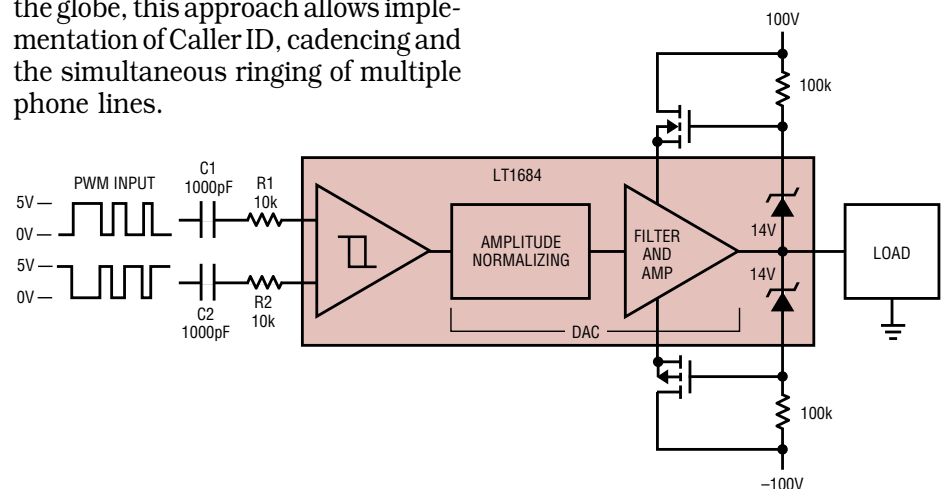 the globe, this approach allows imple-
mentation of Caller ID, cadencing and
the simultaneous ringing of multiple
phone lines.
100V
100k
PWM INPUT
5V
0V
5V
0V
C1
1000pF
R1
10k
C2
1000pF
R2
10k
LT1684
AMPLITUDE
NORMALIZING
FILTER
AND
AMP
DAC
14V
14V
LOAD
100k
–100V